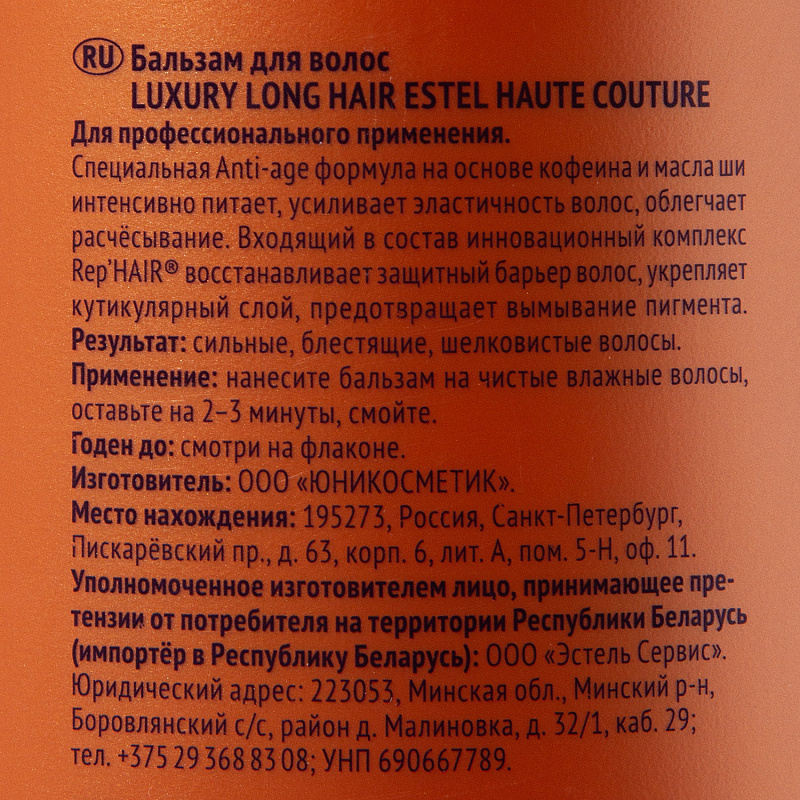 RU Бальзам для волос
LUXURY LONG HAIR ESTEL HAUTE COUTURE
Для профессионального применения.
Специальная Anti-age формула на основе кофеина и масла ши
интенсивно питает, усиливает эластичность волос, облегчает
расчёсывание. Входящий в состав инновационный комплекс
Rep'HAIR® восстанавливает защитный барьер волос, укрепляет
кутикулярный слой, предотвращает вымывание пигмента.
Результат: сильные, блестящие, шелковистые волосы.
Применение: нанесите бальзам на чистые влажные волосы,
оставьте на 2–3 минуты, смойте.
Годен до: смотри на флаконе.
Изготовитель: ООО «ЮНИКОСМЕТИК».
Место нахождения: 195273, Россия, Санкт-Петербург,
Пискарёвский пр., д. 63, корп. 6, лит. А, пом. 5-Н, оф. 11.
Уполномоченное изготовителем лицо, принимающее пре-
тензии от потребителя на территории Республики Беларусь
(импортёр в Республику Беларусь): ООО «Эстель Сервис».
Юридический адрес: 223053, Минская обл., Минский р-н,
Боровлянский с/с, район д. Малиновка, д. 32/1, каб. 29;
тел. +375 29 368 83 08; УНП 690667789.